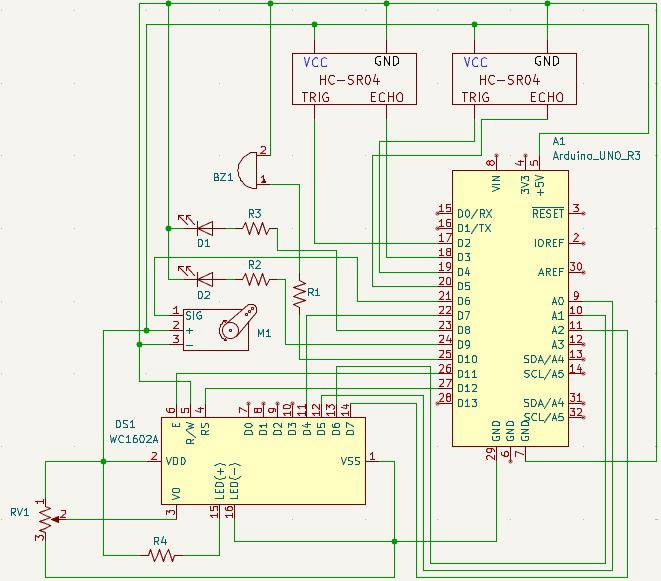 VCC GND
HC-SR04
TRIG ECHO
VCC GND
HC-SR04
TRIG ECHO
A1
Arduino_UNO_R3
8 4 5
VIN 3V3 +5V
15 D0/RX
16 D1/TX
17 D2
18 D3
19 D4
20 D5
21 D6
22 D7
23 D8
24 D9
25 D10
26 D11
27 D12
28 D13
RESET 3
IOREF 2
AREF 30
A0 9
A1 10
A2 11
A3 12
SDA/A4 13
SCL/A5 14
SDA/A4 31
SCL/A5 32
GND GND GND
29 6 7
BZ1
2
1
D1
R3
D2
R2
R1
1 SIG
2 +
3 -
M1
DS1
WC1602A
6 5 4 7 8 9 10 11 12 13 14
E R/W RS D0 D1 D2 D3 D4 D5 D6 D7
2 VDD
VSS 1
VO LED(+) LED(-)
3 15 16
RV1
1
2
3
R4